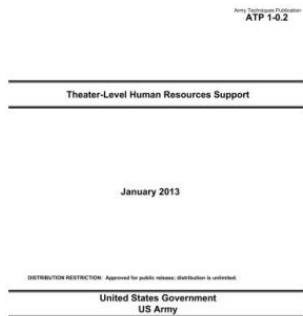 Army Techniques Publication
ATP 1-0.2
Theater-Level Human Resources Support
January 2013
DISTRIBUTION RESTRICTION: Approved for public release; distribution is unlimited.
United States Government
US Army